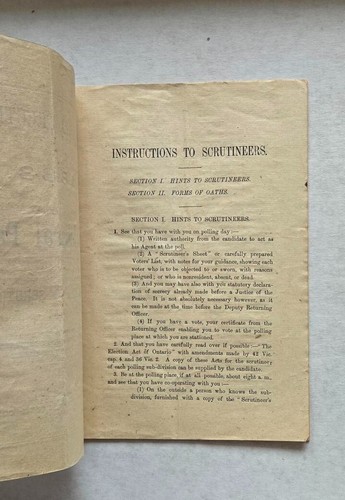 INSTRUCTIONS TO SCRUTINEERS.
SECTION I. HINTS TO SCRUTINEERS.
SECTION II. FORMS OF OATHS.
SECTION I. HINTS TO SCRUTINEERS.
1. See that you have with you on polling day :—
(1) Written authority from the candidate to act as
his Agent at the poll.
(2) A "Scrutineer's Sheet" or carefully prepared
Voters' List, with notes for your guidance, shewing each
voter who is to be objected to or sworn, with reasons
assigned ; or who is nonresident, absent, or dead.
(3) And you may have also with you statutory declaration
of secrecy already made before a Justice of the
Peace. It is not absolutely necessary however, as it
can be made at time before the Deputy Returning
Officer.
(4) If you have a vote, your certificate from the
Returning Officer enabling you to vote at the polling
place at which you are stationed.
2. And that you have carefully read over if possible—"The
Election Act of Ontario" with amendments made by 42 Vic.
cap. 4 and 36 Vic 2. A copy of these Acts for the scrutineer
of each polling sub-division can be supplied by the candidate.
3. Be at the polling place, if at all possible, about eight a. m.,
and see that you have co-operating with you :—
(1) On the outside a person who knows the sub-
division, furnished with a copy of the "Scrutineer's